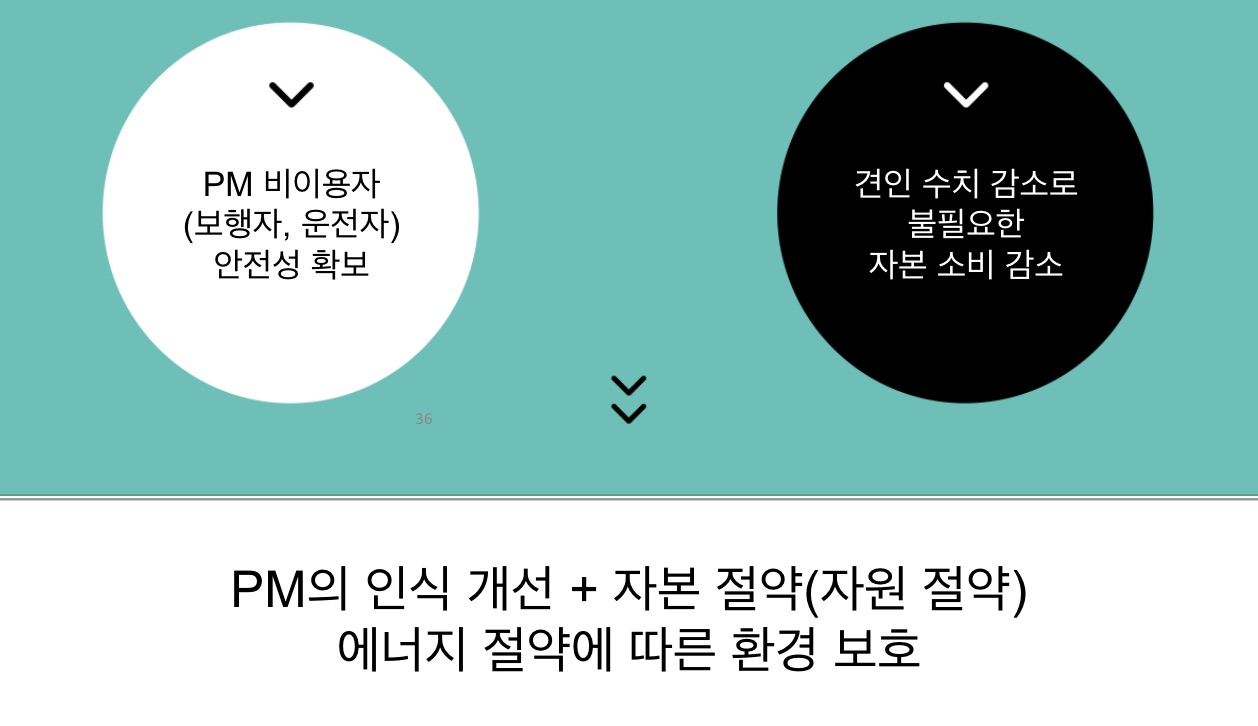 PM 비이용자
(보행자, 운전자)
안전성 확보
견인 수치 감소로
불필요한
자본 소비 감소
36
PM의 인식 개선 + 자본 절약(자원 절약)
에너지 절약에 따른 환경 보호